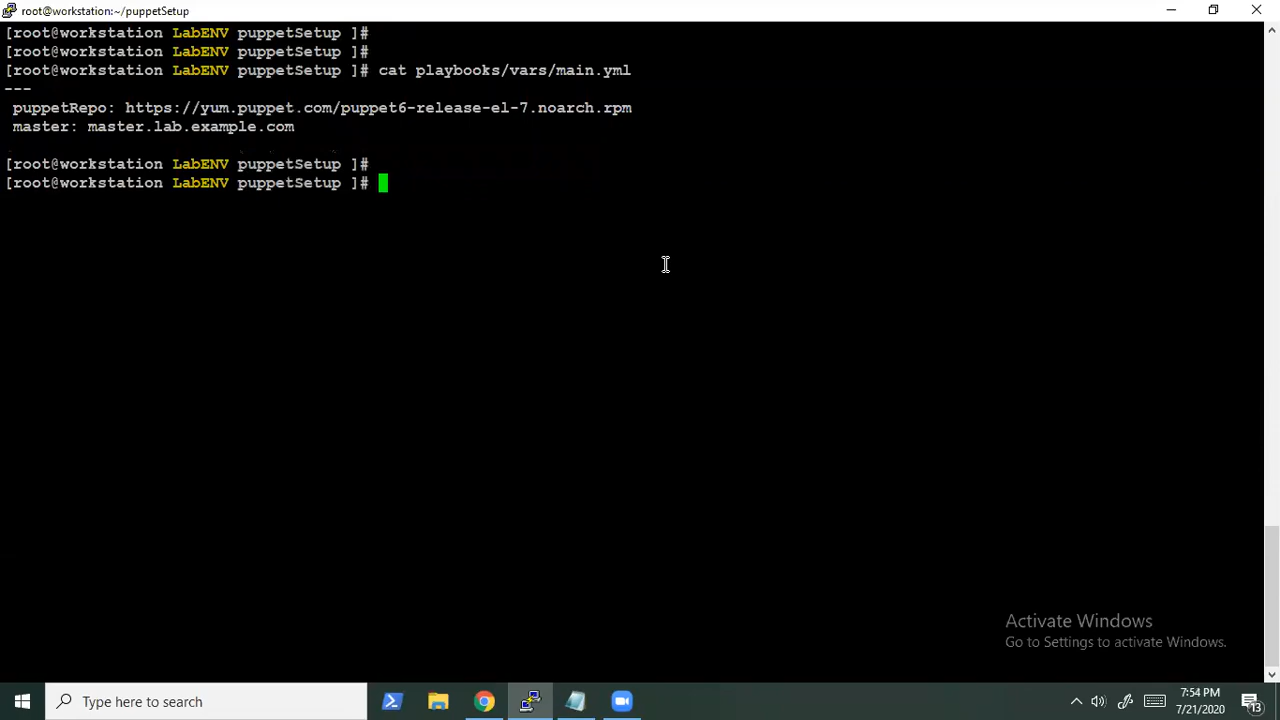 root@workstation:~/puppetSetup
[root@workstation LabENV puppetSetup ]#
[root@workstation LabENV puppetSetup ]#
[root@workstation LabENV puppetSetup ]# cat playbooks/vars/main.yml
---
puppetRepo: https://yum.puppet.com/puppet6-release-el-7.noarch.rpm
master: master.lab.example.com
[root@workstation LabENV puppetSetup ]#
[root@workstation LabENV puppetSetup ]#
Activate Windows
Go to Settings to activate Windows.
Type here to search
7:54 PM
7/21/2020
13